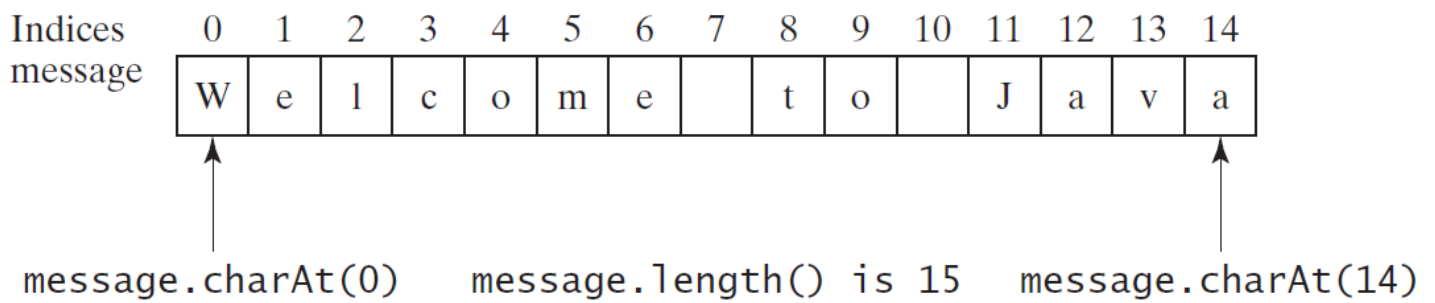 Indices 0 1 2 3 4 5 6 7 8 9 10 11 12 13 14
message W e l c o m e t o J a v a
message.charAt(0) message.length() is 15 message.charAt(14)